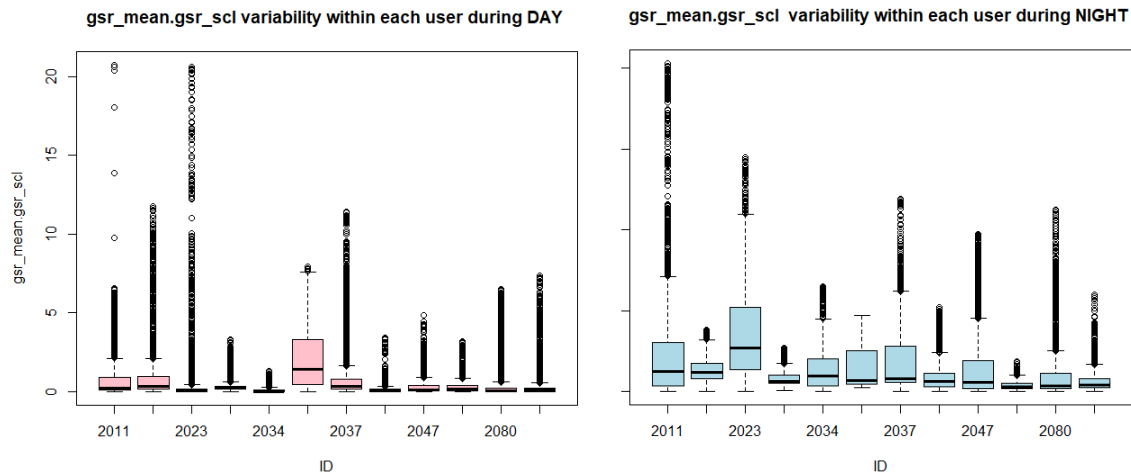 gsr_mean.gsr_scl variability within each user during DAY
gsr_mean.gsr_scl
20
15
10
5
0
2011 2023 2034 2037 2047 2080
ID
gsr_mean.gsr_scl variability within each user during NIGHT
2011 2023 2034 2037 2047 2080
ID